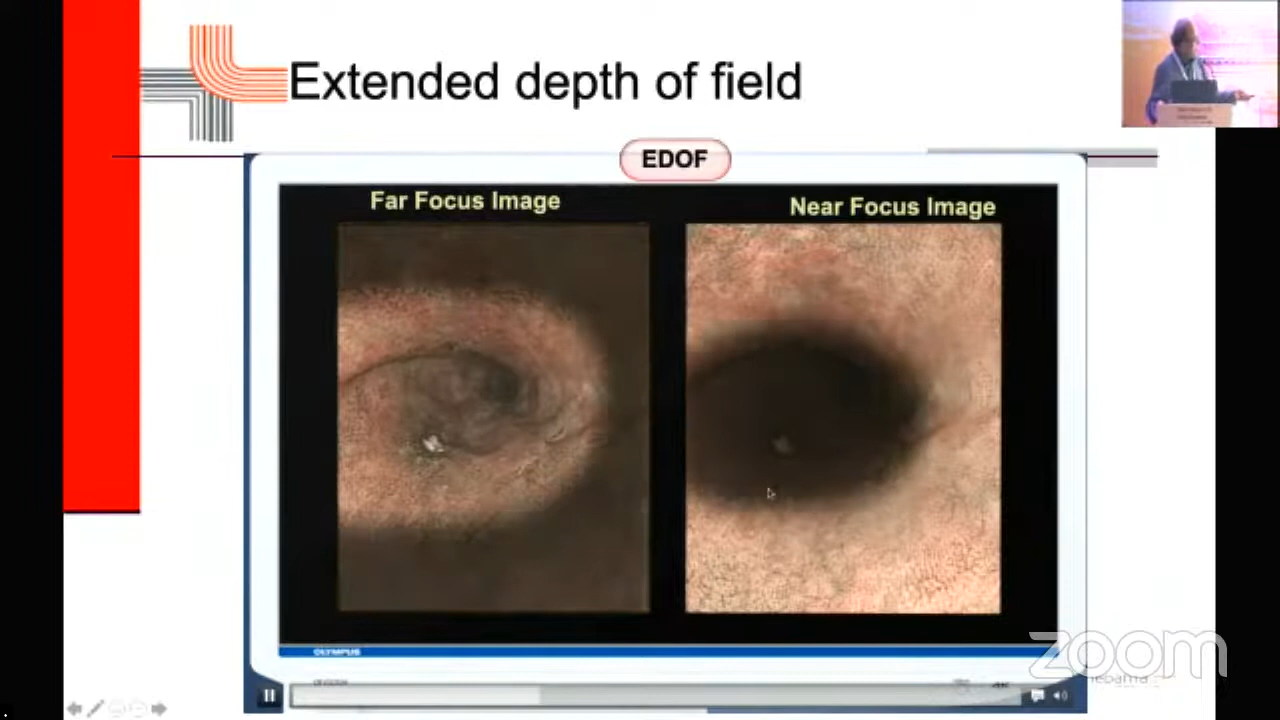 Extended depth of field
EDOF
Far Focus Image
Near Focus Image
OLYMPUS
zoom